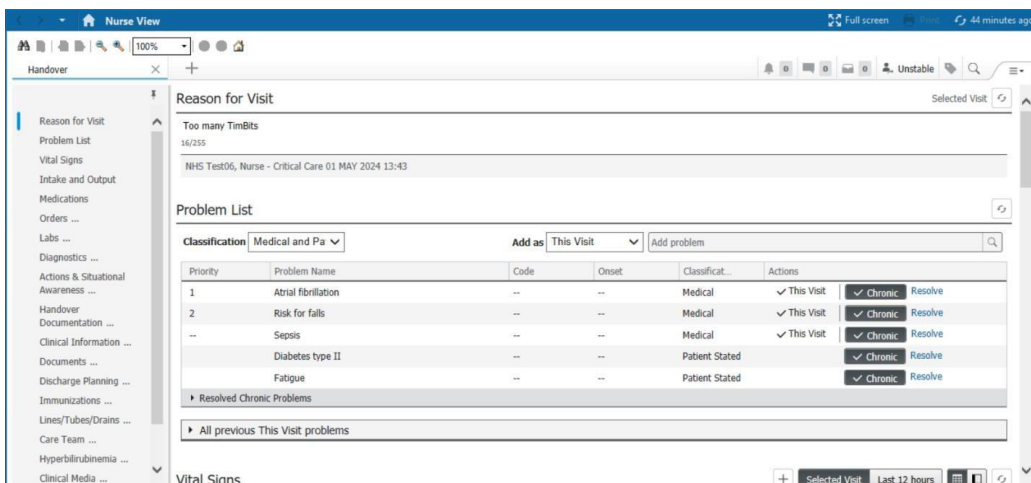 Nurse View
Full screen Print 44 minutes ago
100%
Handover
0 0 0 Unstable
Reason for Visit
Problem List
Vital Signs
Intake and Output
Medications
Orders ...
Labs ...
Diagnostics ...
Actions & Situational
Awareness ...
Handover
Documentation ...
Clinical Information ...
Documents ...
Discharge Planning ...
Immunizations ...
Lines/Tubes/Drains ...
Care Team ...
Hyperbilirubinemia ...
Clinical Media ...
Reason for Visit Selected Visit
Too many TimBits
16/255
NHS Test06, Nurse - Critical Care 01 MAY 2024 13:43
Problem List
Classification Medical and Pa Add as This Visit Add problem
Priority Problem Name Code Onset Classificat... Actions
1 Atrial fibrillation -- -- Medical This Visit Chronic Resolve
2 Risk for falls -- -- Medical This Visit Chronic Resolve
-- Sepsis -- -- Medical This Visit Chronic Resolve
Diabetes type II -- -- Patient Stated Chronic Resolve
Fatigue -- -- Patient Stated Chronic Resolve
Resolved Chronic Problems
All previous This Visit problems
Vital Signs Selected Visit Last 12 hours